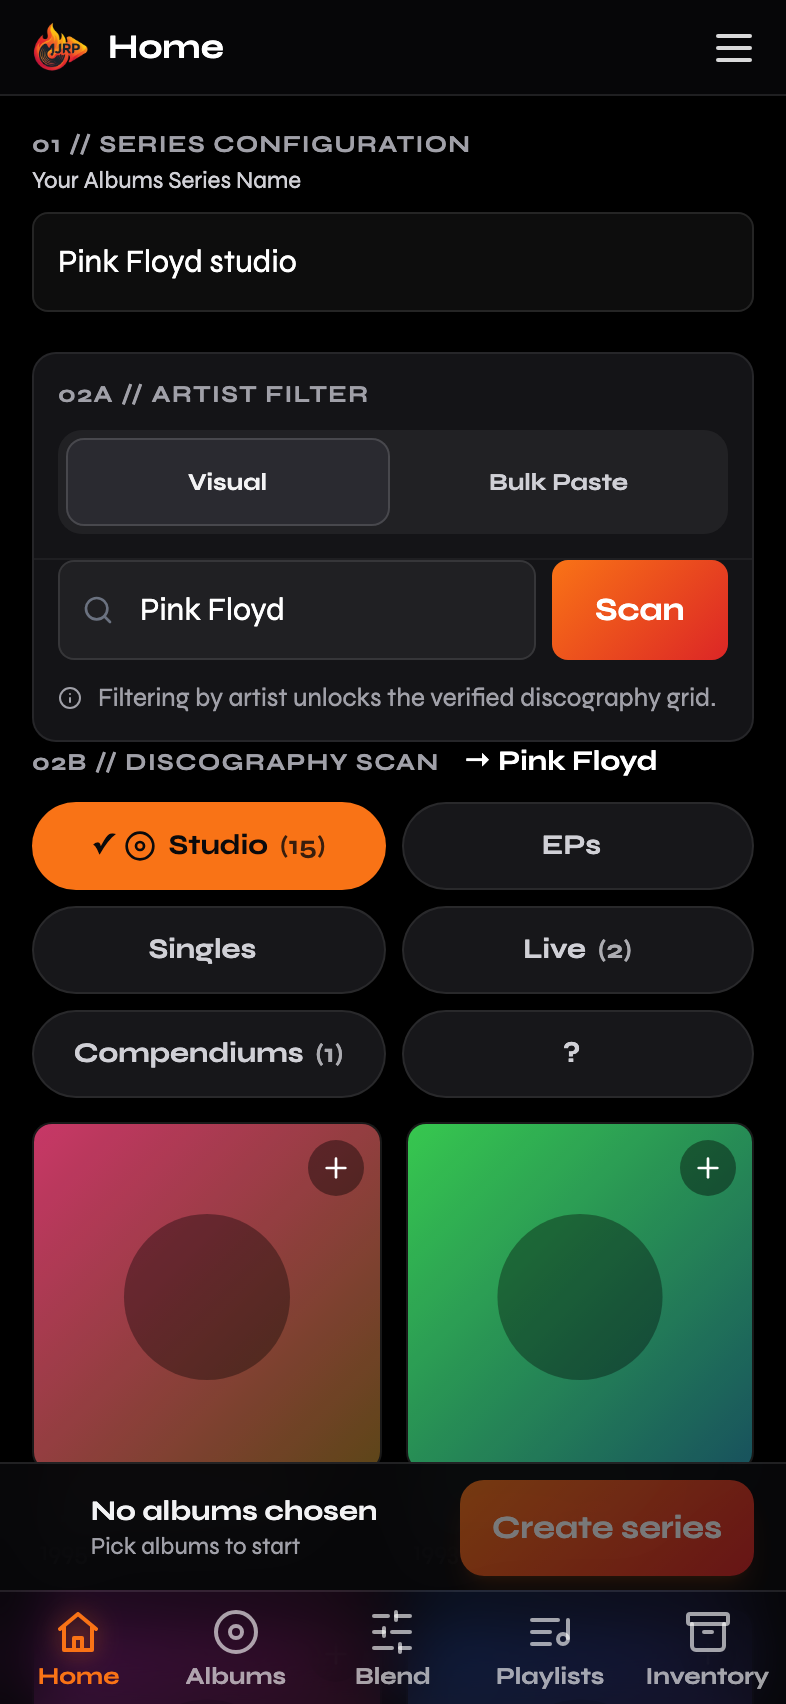 JRP
Home
01 // SERIES CONFIGURATION
Your Albums Series Name
Pink Floyd studio
02A // ARTIST FILTER
Visual
Bulk Paste
Pink Floyd
Scan
Filtering by artist unlocks the verified discography grid.
02B // DISCOGRAPHY SCAN → Pink Floyd
✓ Studio (15)
EPs
Singles
Live (2)
Compendiums (1)
?
No albums chosen
Pick albums to start
Create series
Home
Albums
Blend
Playlists
Inventory